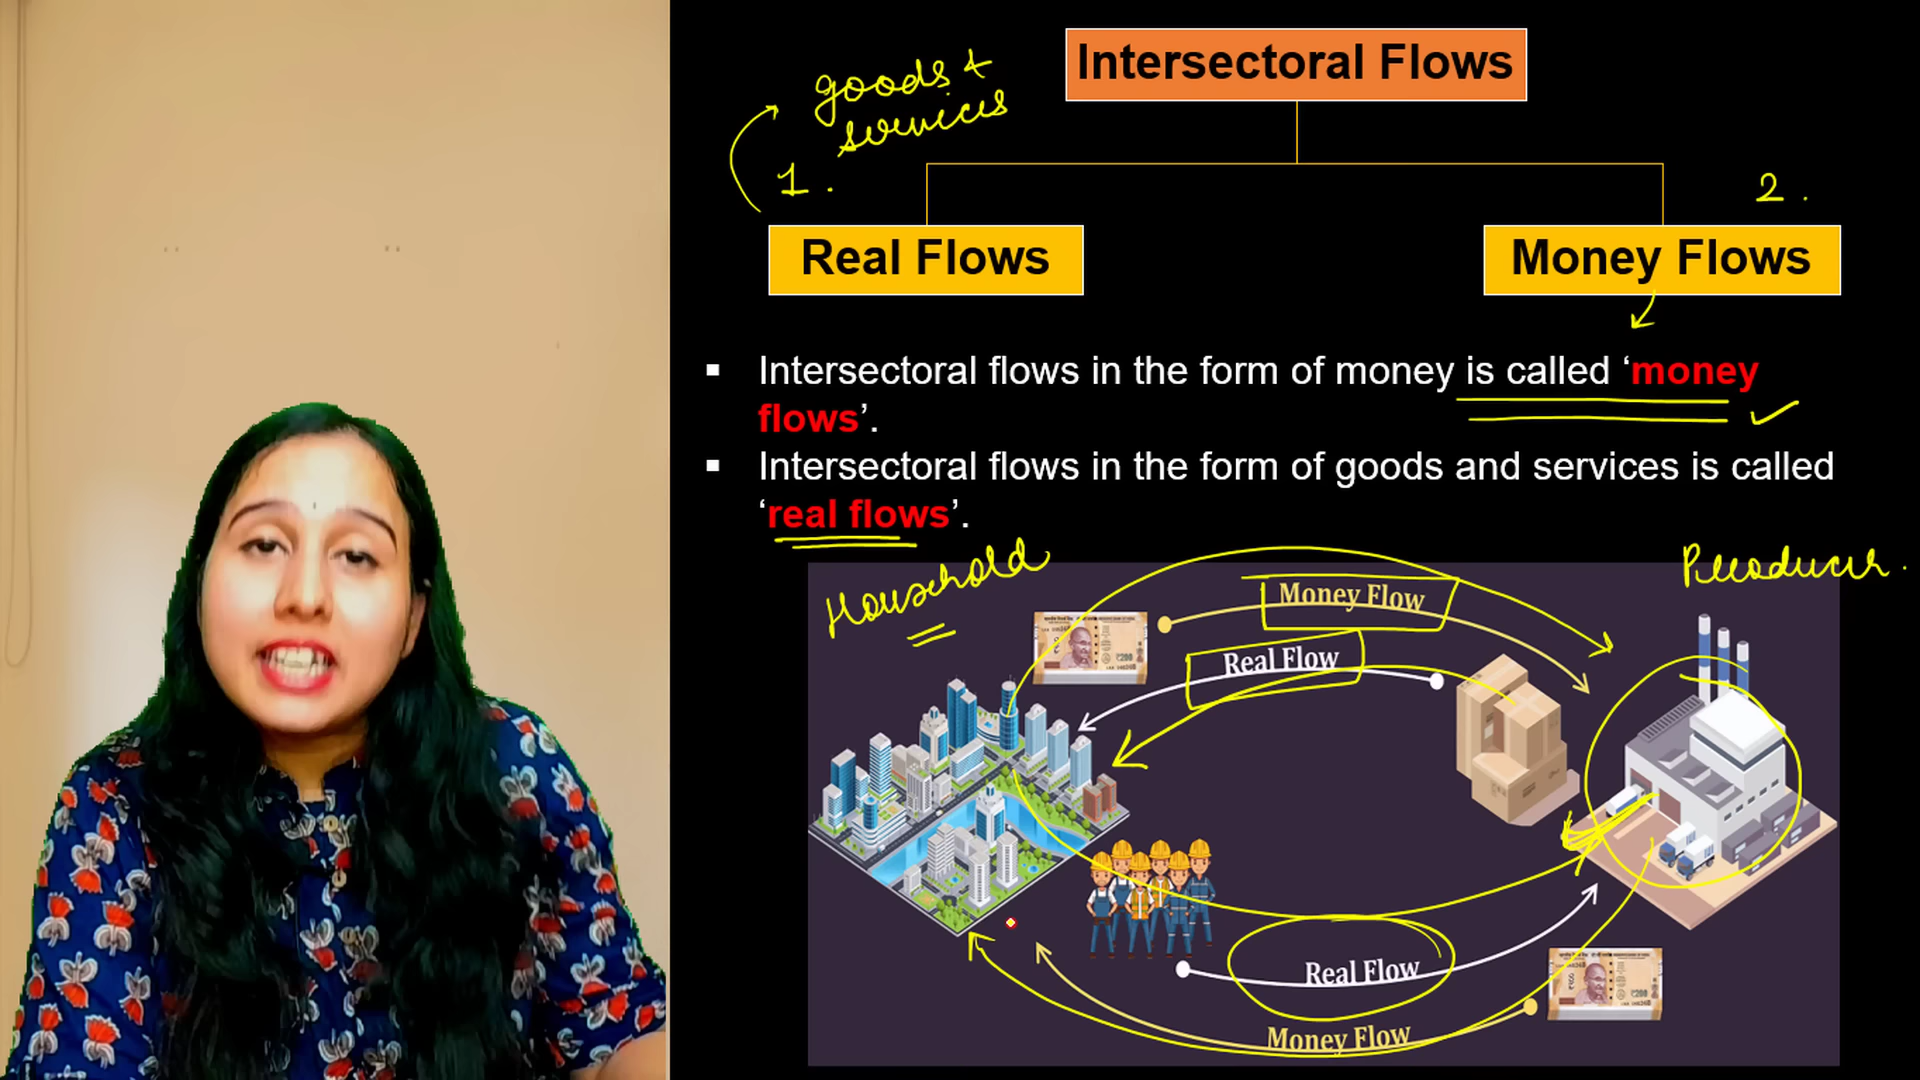 Intersectoral Flows
goods +
services
1.
2.
Real Flows
Money Flows
▪ Intersectoral flows in the form of money is called ‘money
flows’.
▪ Intersectoral flows in the form of goods and services is called
‘real flows’.
Household
Producer.
Money Flow
Real Flow
₹200
Real Flow
₹200
Money Flow